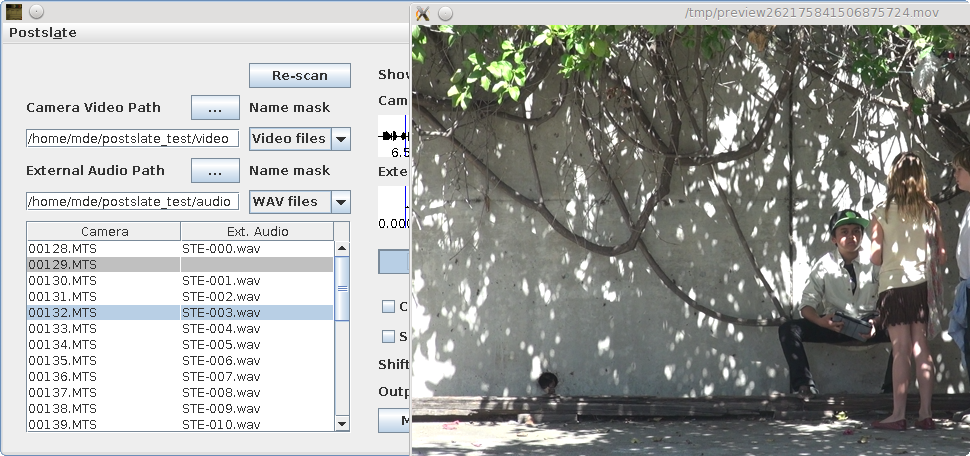 /tmp/preview262175841506875724.mov
Postslate
Re-scan
Camera Video Path
...
Name mask
/home/mde/postslate_test/video
Video files
External Audio Path
...
Name mask
/home/mde/postslate_test/audio
WAV files
Camera Ext. Audio
00128.MTS STE-000.wav
00129.MTS
00130.MTS STE-001.wav
00131.MTS STE-002.wav
00132.MTS STE-003.wav
00133.MTS STE-004.wav
00134.MTS STE-005.wav
00135.MTS STE-006.wav
00136.MTS STE-007.wav
00137.MTS STE-008.wav
00138.MTS STE-009.wav
00139.MTS STE-010.wav
Shov
Cam
6.5
Exte
0.000
C
S
Shift
Outp
M